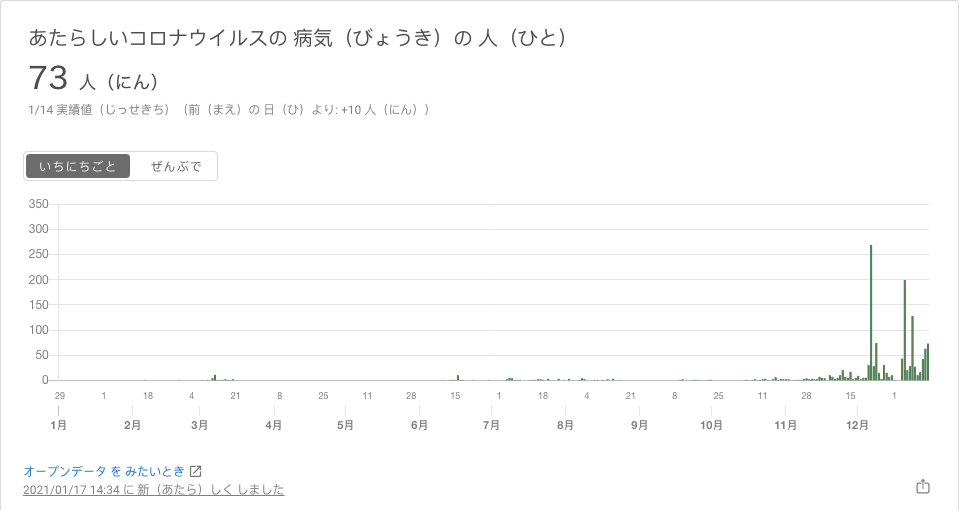 あたらしいコロナウイルスの 病気（びょうき）の 人（ひと）
73 人（にん）
1/14 実績値（じっせきち）（前（まえ）の 日（ひ）より: +10 人（にん））
いちにちごと ぜんぶで
350
300
250
200
150
100
50
0
29 1 18 4 21 8 25 11 28 15 1 18 4 21 8 25 11 28 15 1
1月 2月 3月 4月 5月 6月 7月 8月 9月 10月 11月 12月
オープンデータ を みたいとき
2021/01/17 14:34 に 新（あたら）しく しました